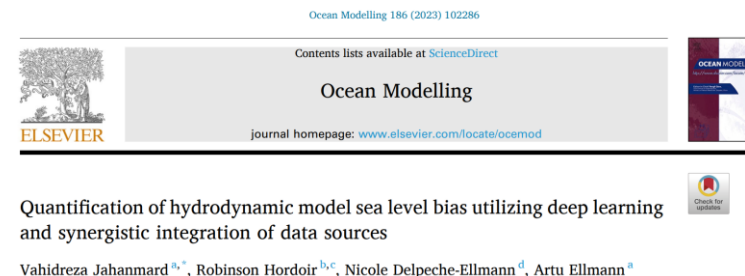 Ocean Modelling 186 (2023) 102286
Contents lists available at ScienceDirect
Ocean Modelling
journal homepage: www.elsevier.com/locate/ocemod
ELSEVIER
OCEAN MODEL
Check for
updates
Quantification of hydrodynamic model sea level bias utilizing deep learning
and synergistic integration of data sources
Vahidreza Jahanmard a,*, Robinson Hordoir b,c, Nicole Delpeche-Ellmann d, Artu Ellmann a